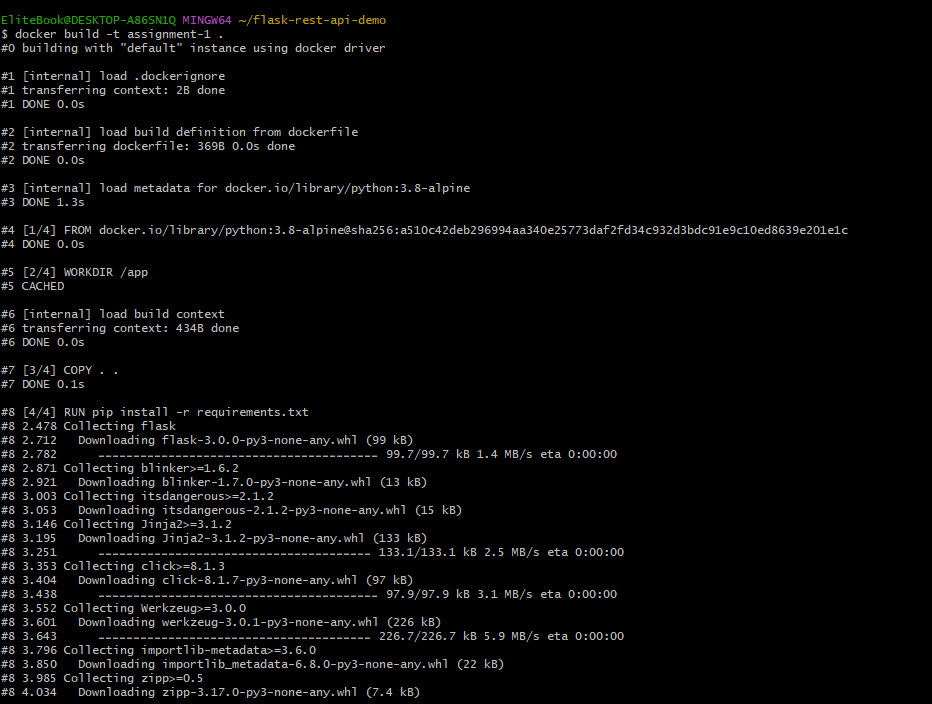 EliteBook@DESKTOP-A86SN1Q MINGW64 ~/flask-rest-api-demo
$ docker build -t assignment-1 .
#0 building with "default" instance using docker driver
#1 [internal] load .dockerignore
#1 transferring context: 2B done
#1 DONE 0.0s
#2 [internal] load build definition from dockerfile
#2 transferring dockerfile: 369B 0.0s done
#2 DONE 0.0s
#3 [internal] load metadata for docker.io/library/python:3.8-alpine
#3 DONE 1.3s
#4 [1/4] FROM docker.io/library/python:3.8-alpine@sha256:a510c42deb296994aa340e25773daf2fd34c932d3bdc91e9c10ed8639e201e1c
#4 DONE 0.0s
#5 [2/4] WORKDIR /app
#5 CACHED
#6 [internal] load build context
#6 transferring context: 434B done
#6 DONE 0.0s
#7 [3/4] COPY . .
#7 DONE 0.1s
#8 [4/4] RUN pip install -r requirements.txt
#8 2.478 Collecting flask
#8 2.712   Downloading flask-3.0.0-py3-none-any.whl (99 kB)
#8 2.782      ---------------------------------------- 99.7/99.7 kB 1.4 MB/s eta 0:00:00
#8 2.871 Collecting blinker>=1.6.2
#8 2.921   Downloading blinker-1.7.0-py3-none-any.whl (13 kB)
#8 3.003 Collecting itsdangerous>=2.1.2
#8 3.053   Downloading itsdangerous-2.1.2-py3-none-any.whl (15 kB)
#8 3.146 Collecting Jinja2>=3.1.2
#8 3.195   Downloading Jinja2-3.1.2-py3-none-any.whl (133 kB)
#8 3.251      --------------------------------------- 133.1/133.1 kB 2.5 MB/s eta 0:00:00
#8 3.353 Collecting click>=8.1.3
#8 3.404   Downloading click-8.1.7-py3-none-any.whl (97 kB)
#8 3.438      ---------------------------------------- 97.9/97.9 kB 3.1 MB/s eta 0:00:00
#8 3.552 Collecting Werkzeug>=3.0.0
#8 3.601   Downloading werkzeug-3.0.1-py3-none-any.whl (226 kB)
#8 3.643      --------------------------------------- 226.7/226.7 kB 5.9 MB/s eta 0:00:00
#8 3.796 Collecting importlib-metadata>=3.6.0
#8 3.850   Downloading importlib_metadata-6.8.0-py3-none-any.whl (22 kB)
#8 3.985 Collecting zipp>=0.5
#8 4.034   Downloading zipp-3.17.0-py3-none-any.whl (7.4 kB)